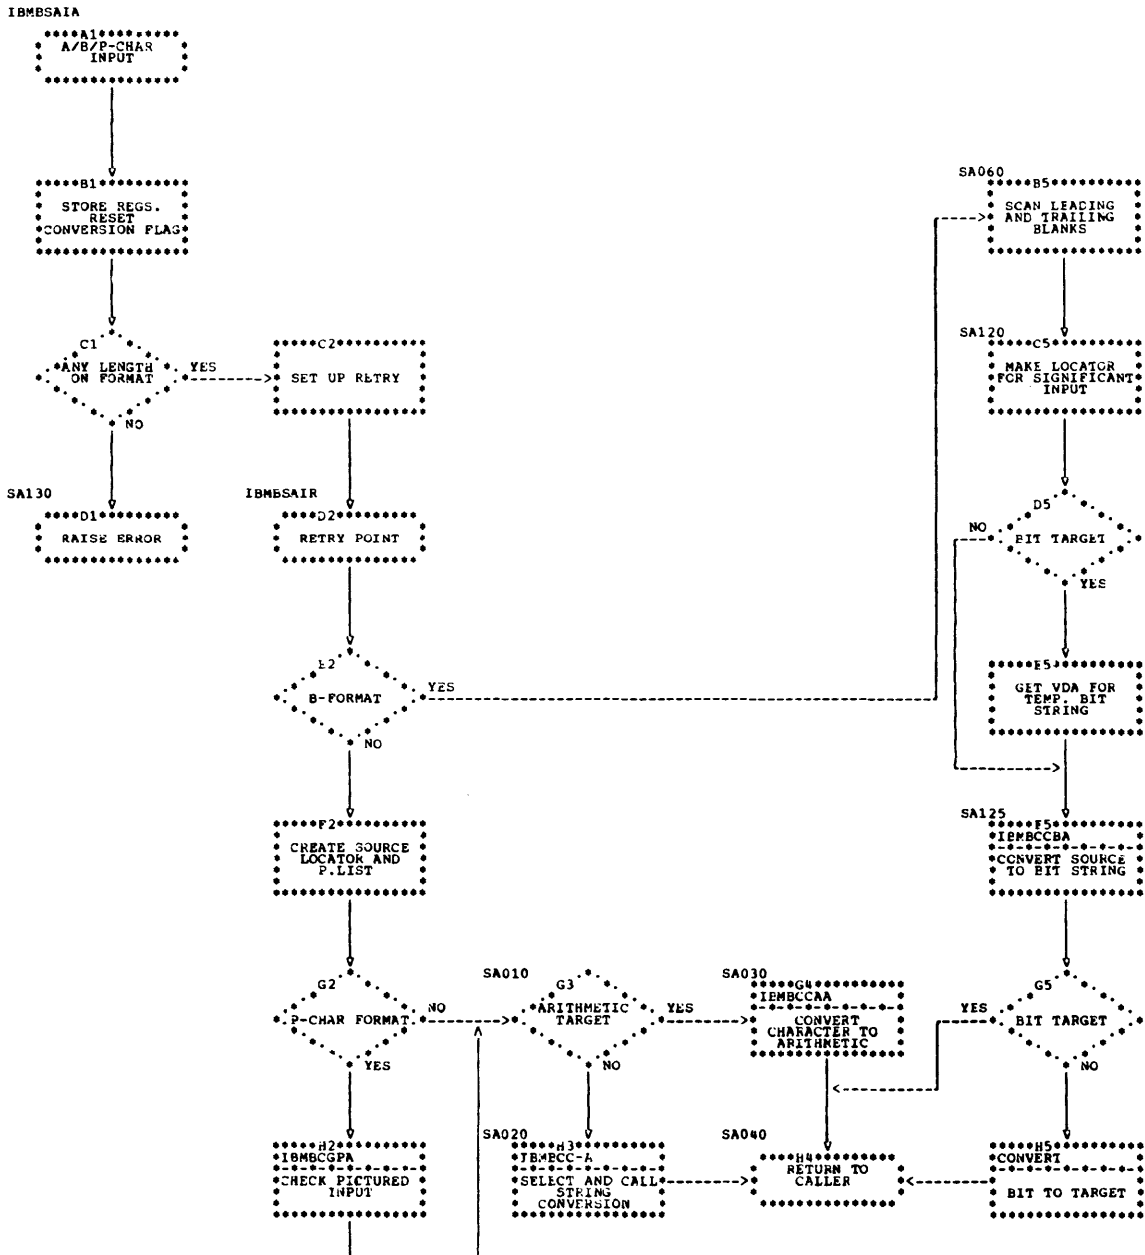 IBMBSAIA
A1
A/B/P-CHAR
INPUT
B1
STORE REGS.
RESET
CONVERSION FLAG
C1
ANY LENGTH
ON FORMAT
YES
NO
C2
SET UP RETRY
SA130
D1
RAISE ERROR
IBMBSAIR
D2
RETRY POINT
E2
B-FORMAT
YES
NO
F2
CREATE SOURCE
LOCATOR AND
P.LIST
G2
P-CHAR FORMAT
NO
YES
H2
IBMBCGPA
CHECK PICTURED
INPUT
SA010
G3
ARITHMETIC
TARGET
YES
NO
SA020
H3
IBMBCC-A
SELECT AND CALL
STRING
CONVERSION
SA030
G4
IBMBCCAA
CONVERT
CHARACTER TO
ARITHMETIC
SA040
H4
RETURN TO
CALLER
SA060
B5
SCAN LEADING
AND TRAILING
BLANKS
SA120
C5
MAKE LOCATOR
FOR SIGNIFICANT
INPUT
D5
NO
BIT TARGET
YES
E5
GET VDA FOR
TEMP. BIT
STRING
SA125
F5
IBMBCCBA
CONVERT SOURCE
TO BIT STRING
G5
YES
BIT TARGET
NO
H5
CONVERT
BIT TO TARGET